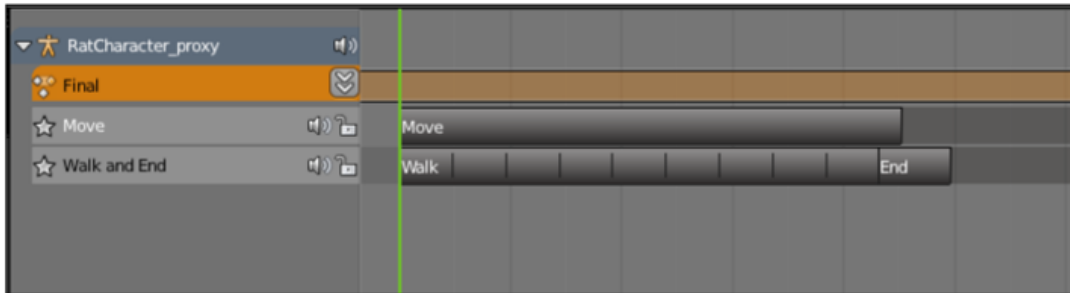 RatCharacter_proxy
Final
Move
Move
Walk and End
Walk End